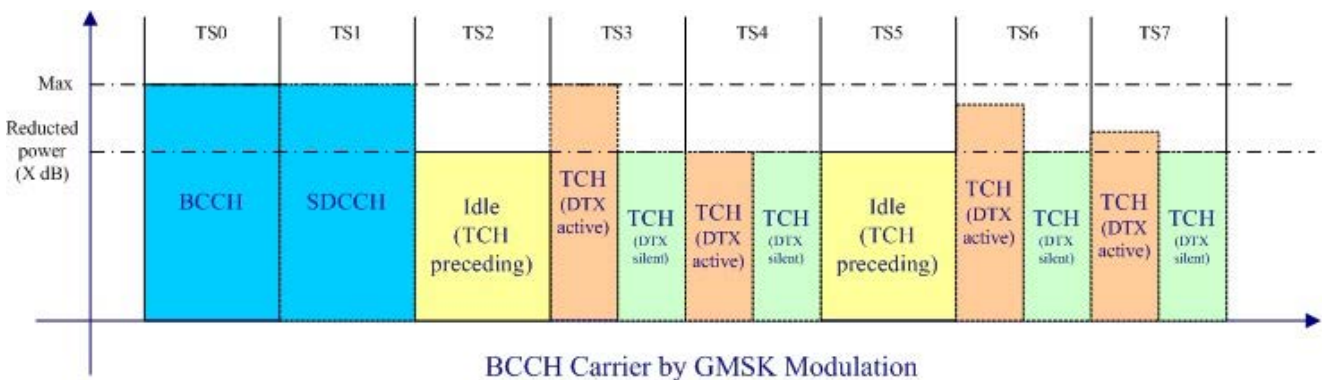 TS0 TS1 TS2 TS3 TS4 TS5 TS6 TS7
Max
Reducted
power
(X dB)
BCCH
SDCCH
Idle
(TCH
preceding)
TCH
(DTX
active)
TCH
(DTX
silent)
TCH
(DTX
active)
TCH
(DTX
silent)
Idle
(TCH
preceding)
TCH
(DTX
active)
TCH
(DTX
silent)
TCH
(DTX
active)
TCH
(DTX
silent)
BCCH Carrier by GMSK Modulation